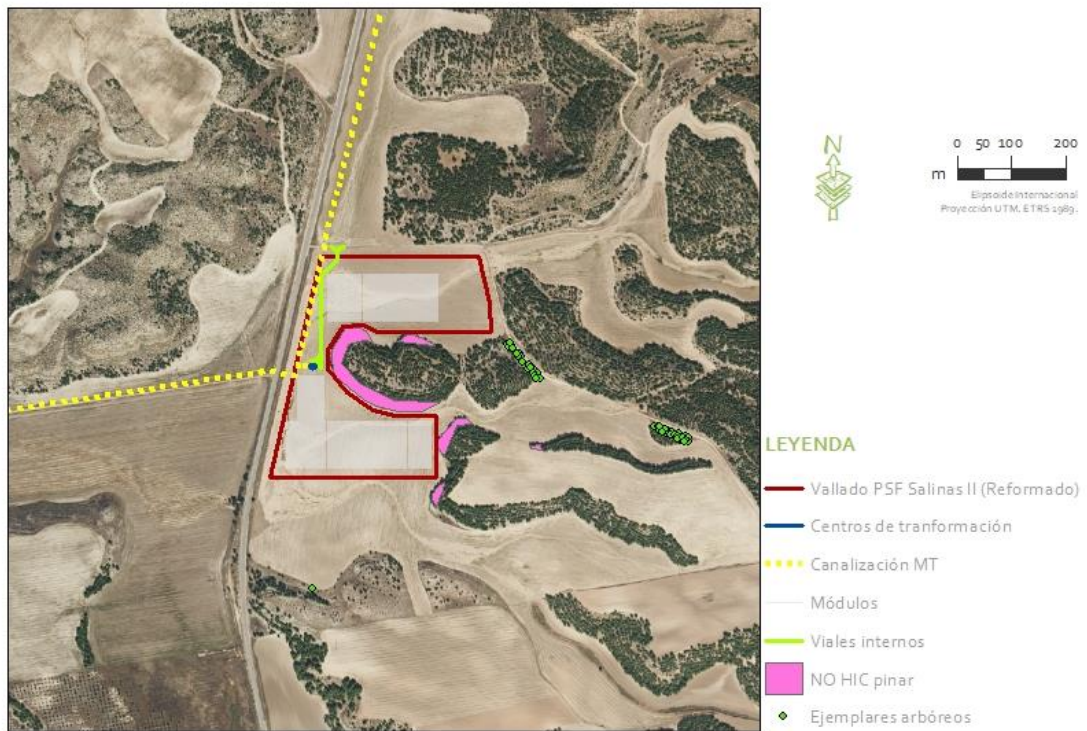 N
0 50 100 200
m
Elipsoide Internacional
Proyección UTM, ETRS 1989.
LEYENDA
Vallado PSF Salinas II (Reformado)
Centros de tranformación
Canalización MT
Módulos
Viales internos
NO HIC pinar
Ejemplares arbóreos